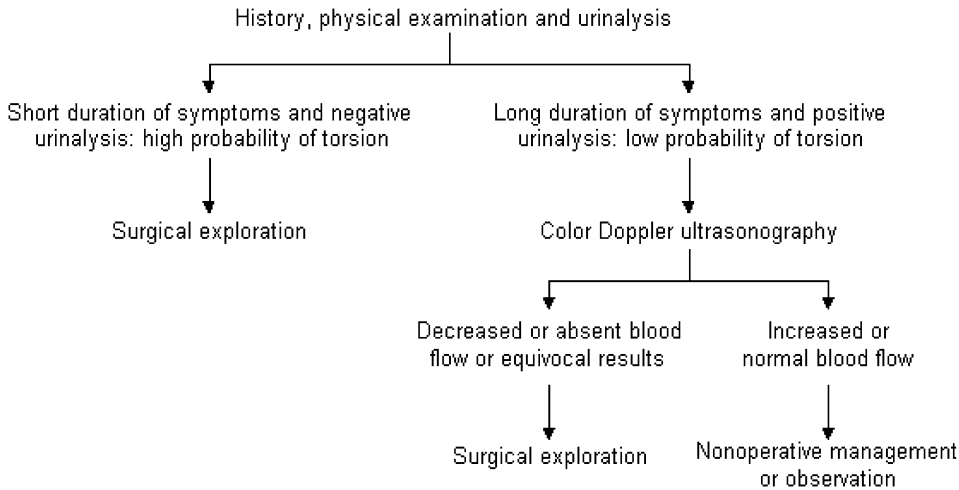 History, physical examination and urinalysis
Short duration of symptoms and negative
urinalysis: high probability of torsion
Long duration of symptoms and positive
urinalysis: low probability of torsion
Surgical exploration
Color Doppler ultrasonography
Decreased or absent blood
flow or equivocal results
Increased or
normal blood flow
Surgical exploration
Nonoperative management
or observation